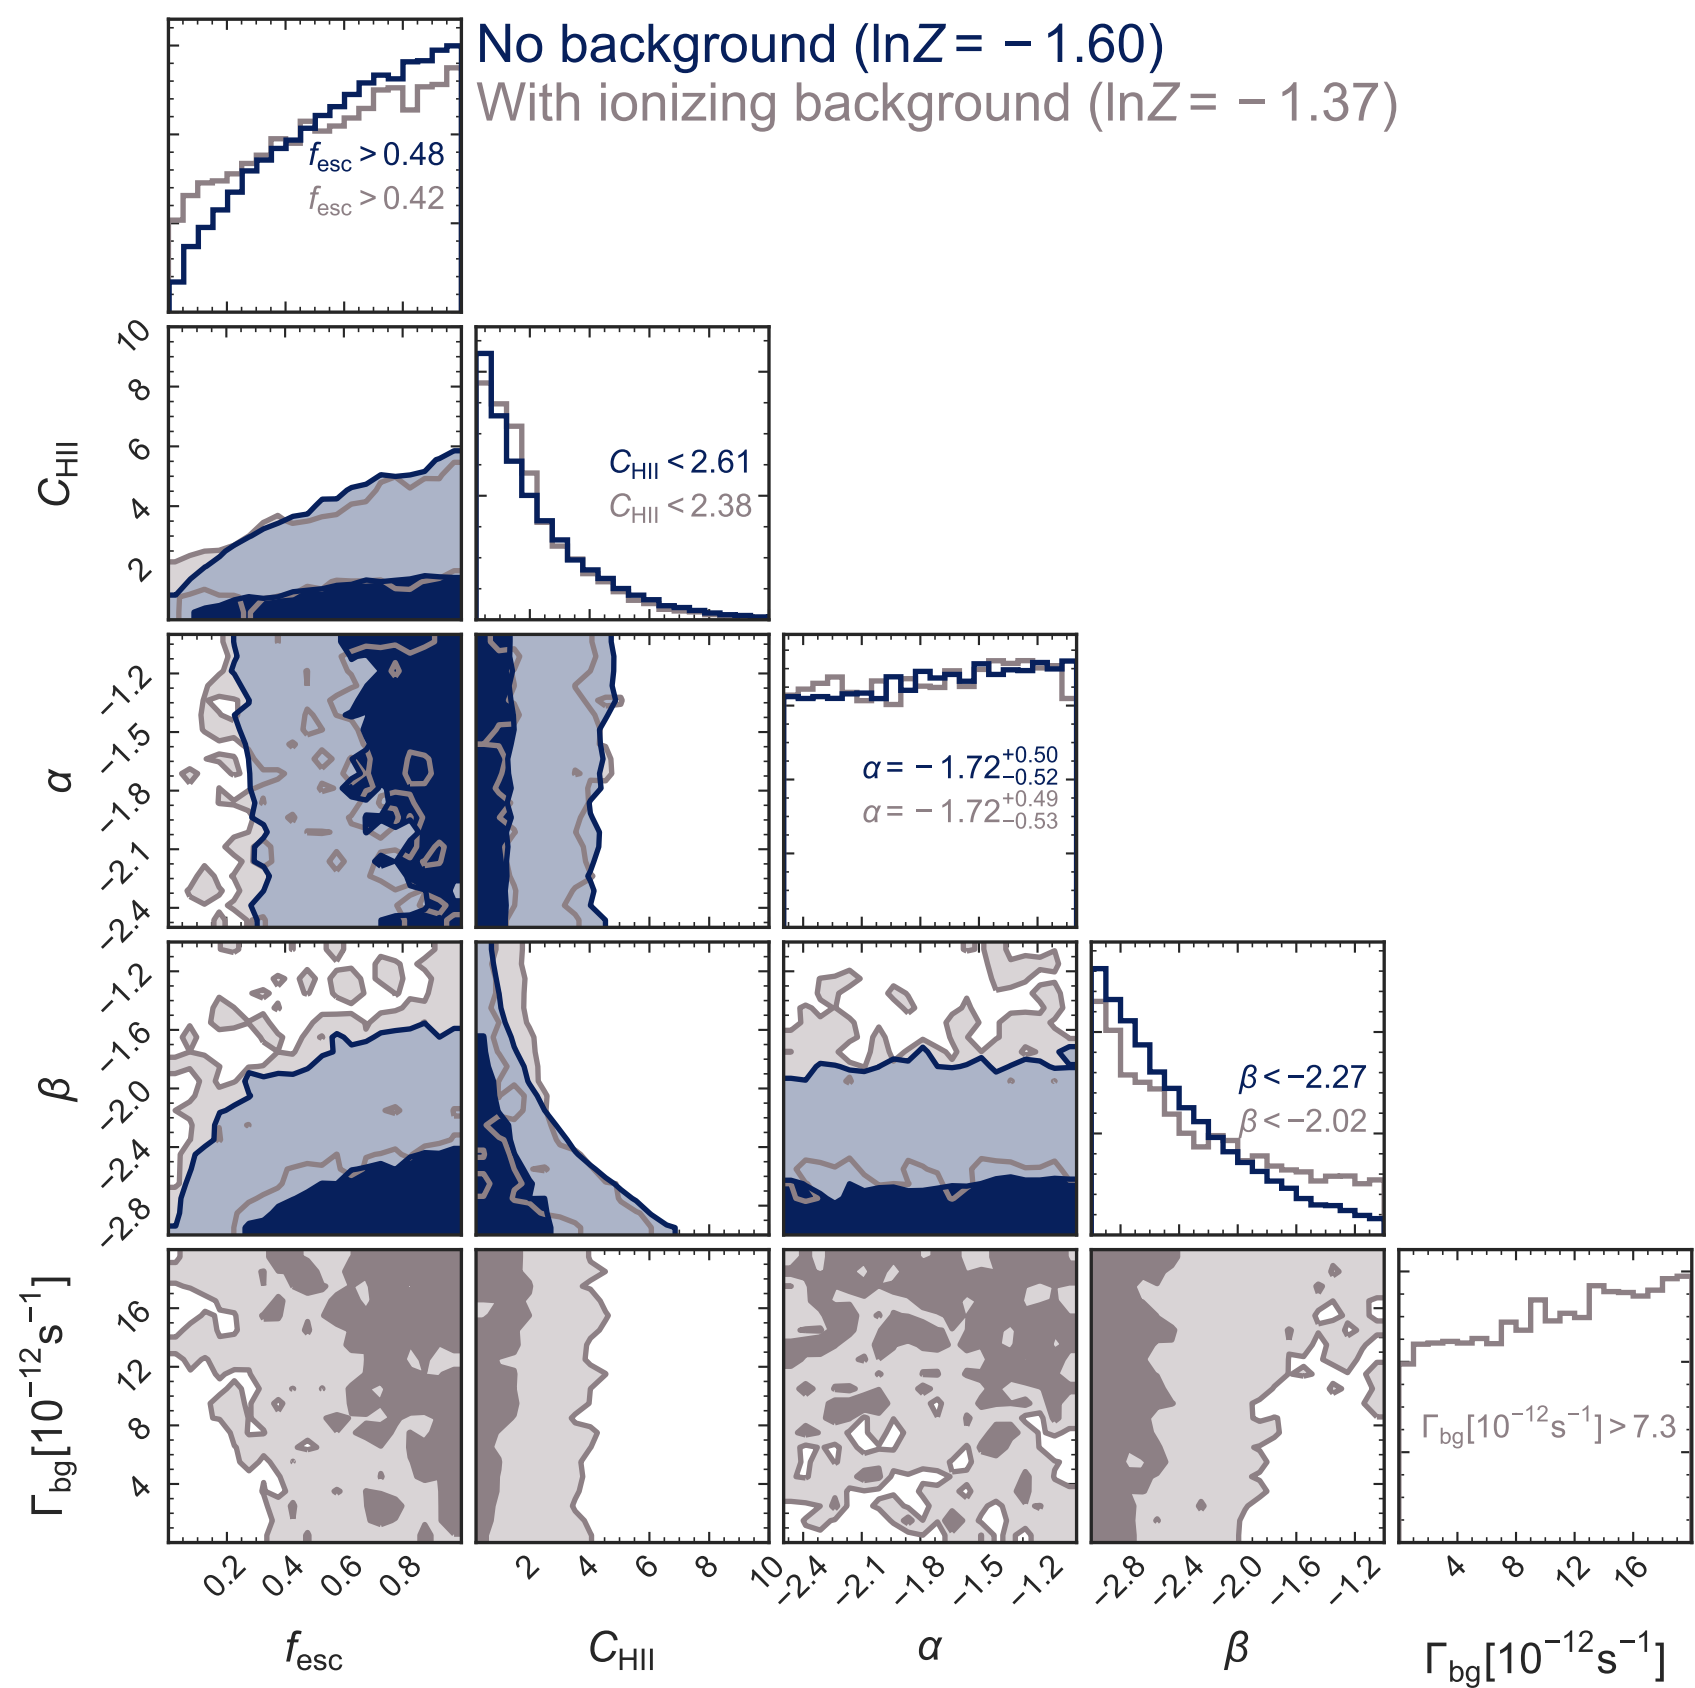 No background (lnZ = −1.60)
With ionizing background (lnZ = −1.37)
f_esc > 0.48
f_esc > 0.42
10
8
6
4
2
C_HII
C_HII < 2.61
C_HII < 2.38
−1.2
−1.5
−1.8
−2.1
−2.4
α
α = −1.72^{+0.50}_{−0.52}
α = −1.72^{+0.49}_{−0.53}
−1.2
−1.6
−2.0
−2.4
−2.8
β
β < −2.27
β < −2.02
16
12
8
4
Γ_bg[10^{−12}s^{−1}]
Γ_bg[10^{−12}s^{−1}] > 7.3
0.2 0.4 0.6 0.8
2 4 6 8 10
−2.4 −2.1 −1.8 −1.5 −1.2
−2.8 −2.4 −2.0 −1.6 −1.2
4 8 12 16
f_esc C_HII α β Γ_bg[10^{−12}s^{−1}]